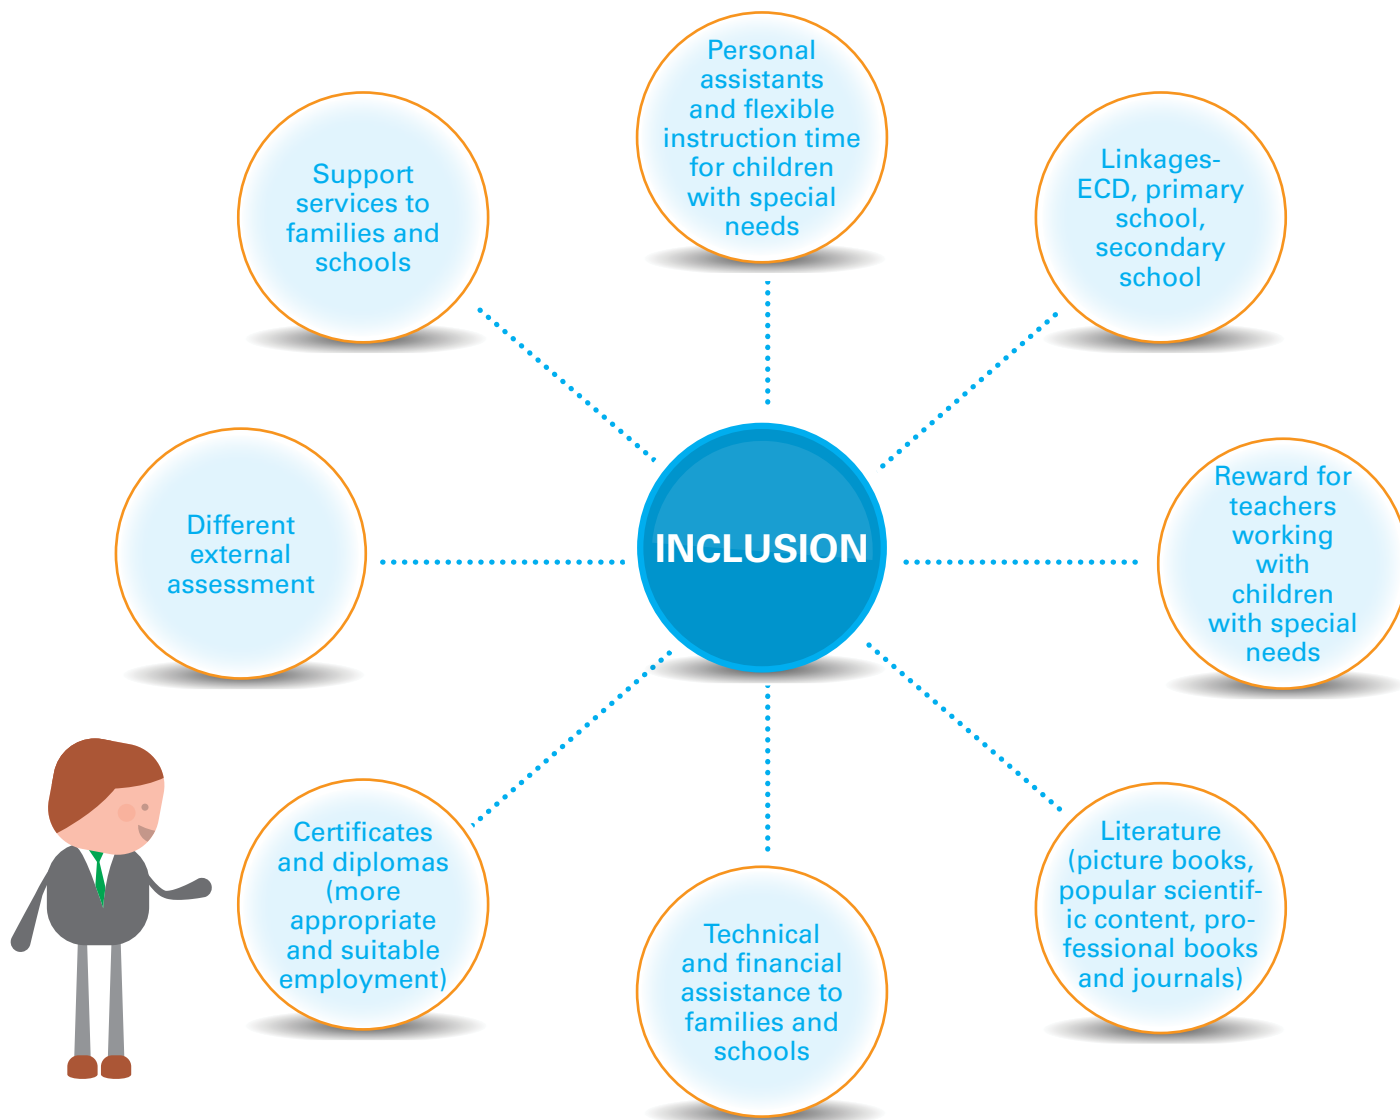 Personal
assistants
and flexible
instruction time
for children
with special
needs
Support
services to
families and
schools
Linkages-
ECD, primary
school,
secondary
school
Different
external
assessment
INCLUSION
Reward for
teachers
working
with
children
with special
needs
Certificates
and diplomas
(more
appropriate
and suitable
employment)
Technical
and financial
assistance to
families and
schools
Literature
(picture books,
popular scientif-
ic content, pro-
fessional books
and journals)